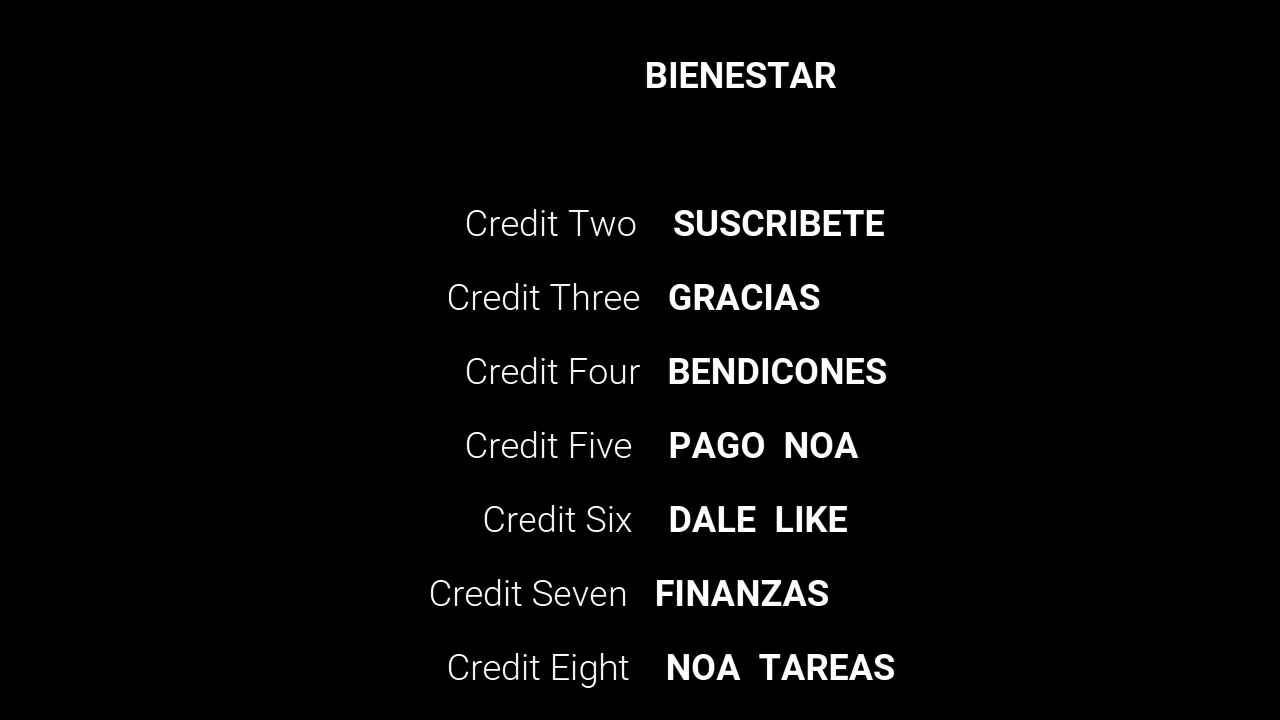 BIENESTAR
Credit Two SUSCRIBETE
Credit Three GRACIAS
Credit Four BENDICONES
Credit Five PAGO NOA
Credit Six DALE LIKE
Credit Seven FINANZAS
Credit Eight NOA TAREAS